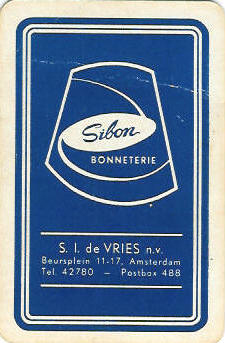 Sibon
BONNETERIE
S. I. de VRIES n.v.
Beursplein 11-17, Amsterdam
Tel. 42780 — Postbox 488